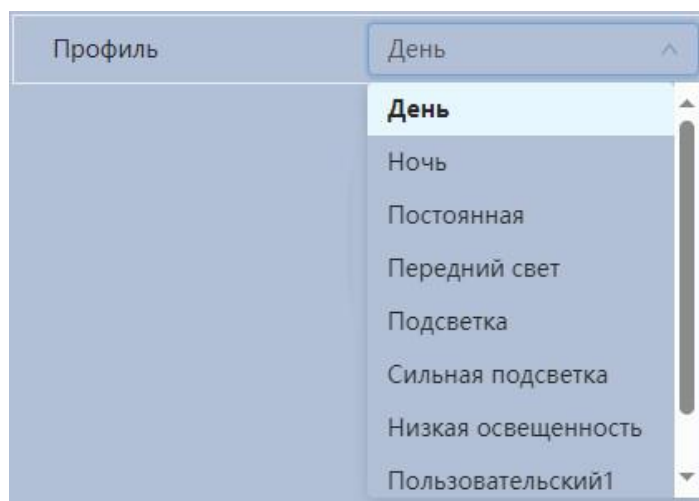 Профиль
День
День
Ночь
Постоянная
Передний свет
Подсветка
Сильная подсветка
Низкая освещенность
Пользовательский1